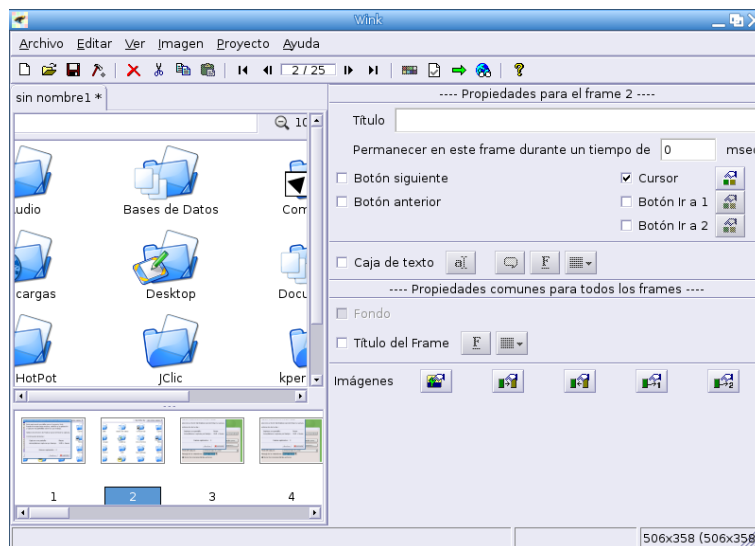 Wink
Archivo Editar Ver Imagen Proyecto Ayuda
2 / 25
sin nombre1 *
---- Propiedades para el frame 2 ----
Título
Permanecer en este frame durante un tiempo de 0 msec
Botón siguiente
Cursor
Botón anterior
Botón Ir a 1
Botón Ir a 2
Caja de texto
---- Propiedades comunes para todos los frames ----
Fondo
Título del Frame
Imágenes
Bases de Datos
cargas Desktop
HotPot JClic kper
1 2 3 4
506x358 (506x358